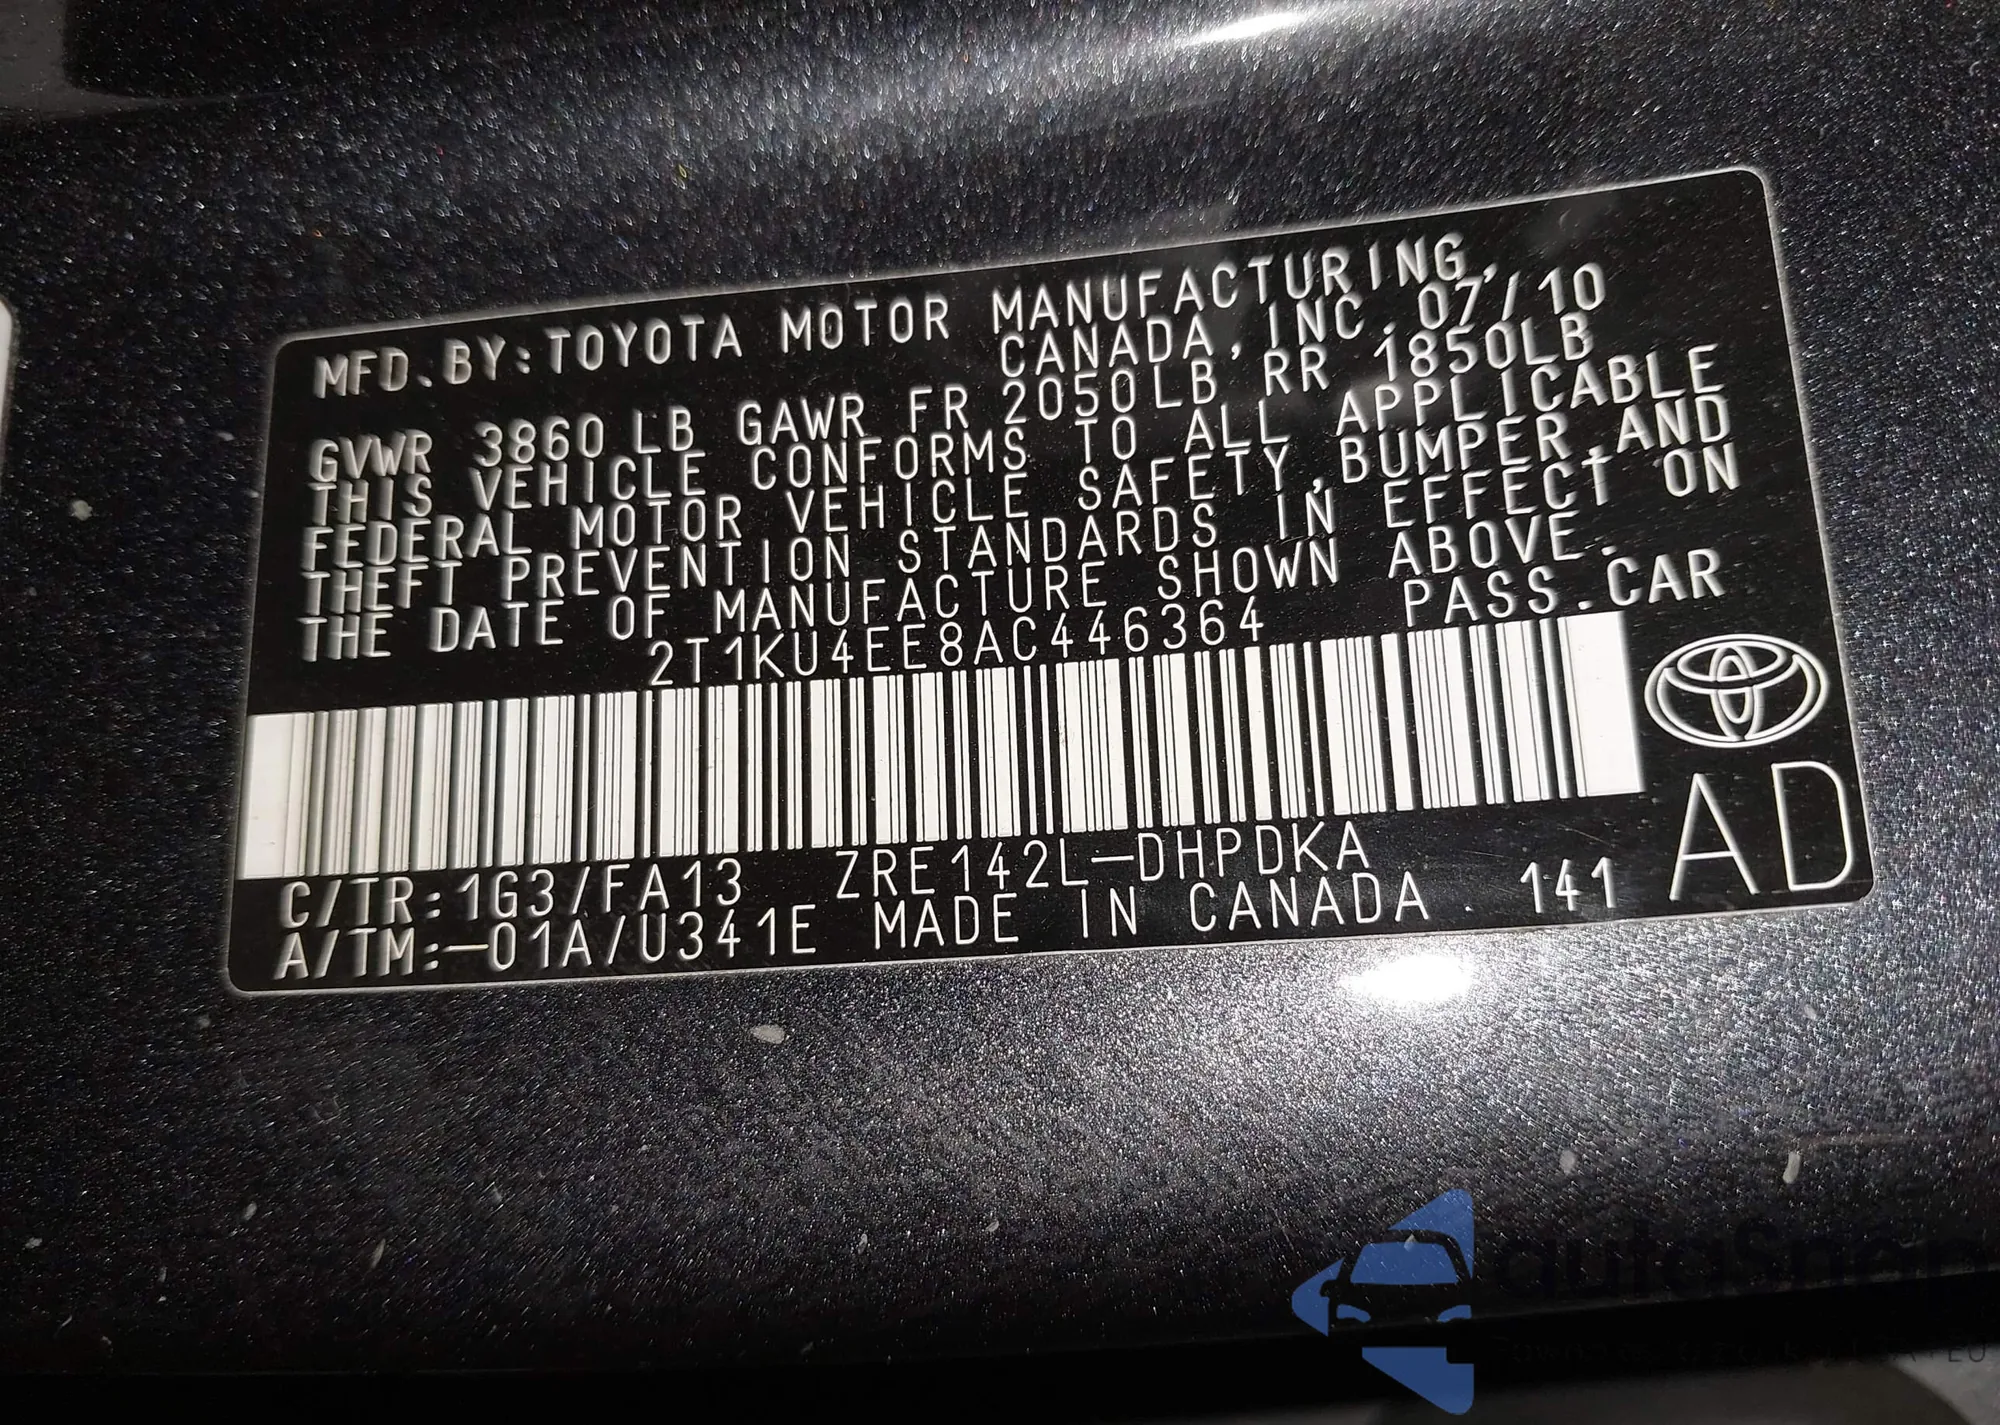 MFD.BY:TOYOTA MOTOR MANUFACTURING,
CANADA, INC. 07/10
GVWR 3860 LB GAWR FR 2050LB RR 1850LB
THIS VEHICLE CONFORMS TO ALL APPLICABLE
FEDERAL MOTOR VEHICLE SAFETY,BUMPER,AND
THEFT PREVENTION STANDARDS IN EFFECT ON
THE DATE OF MANUFACTURE SHOWN ABOVE.
2T1KU4EE8AC446364 PASS.CAR
C/TR:1G3/FA13 ZRE142L-DHPDKA
A/TM:-01A/U341E MADE IN CANADA. 141
AD
autoSnap